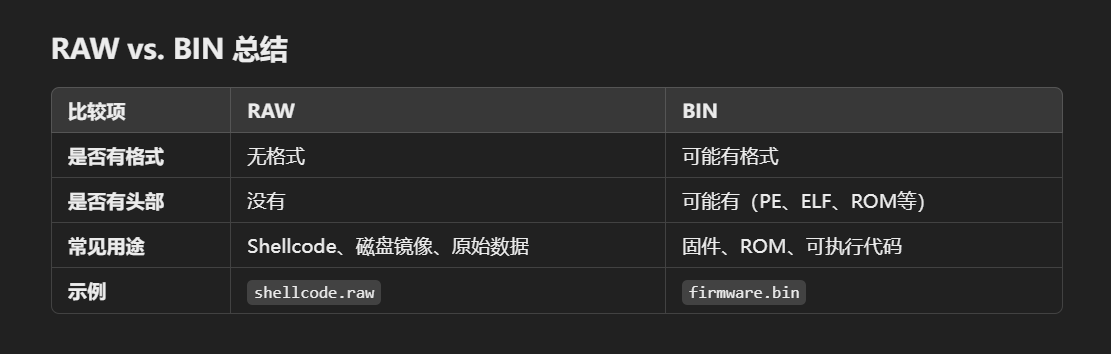 RAW vs. BIN 总结
比较项 RAW BIN
是否有格式 无格式 可能有格式
是否有头部 没有 可能有（PE、ELF、ROM等）
常见用途 Shellcode、磁盘镜像、原始数据 固件、ROM、可执行代码
示例 shellcode.raw firmware.bin